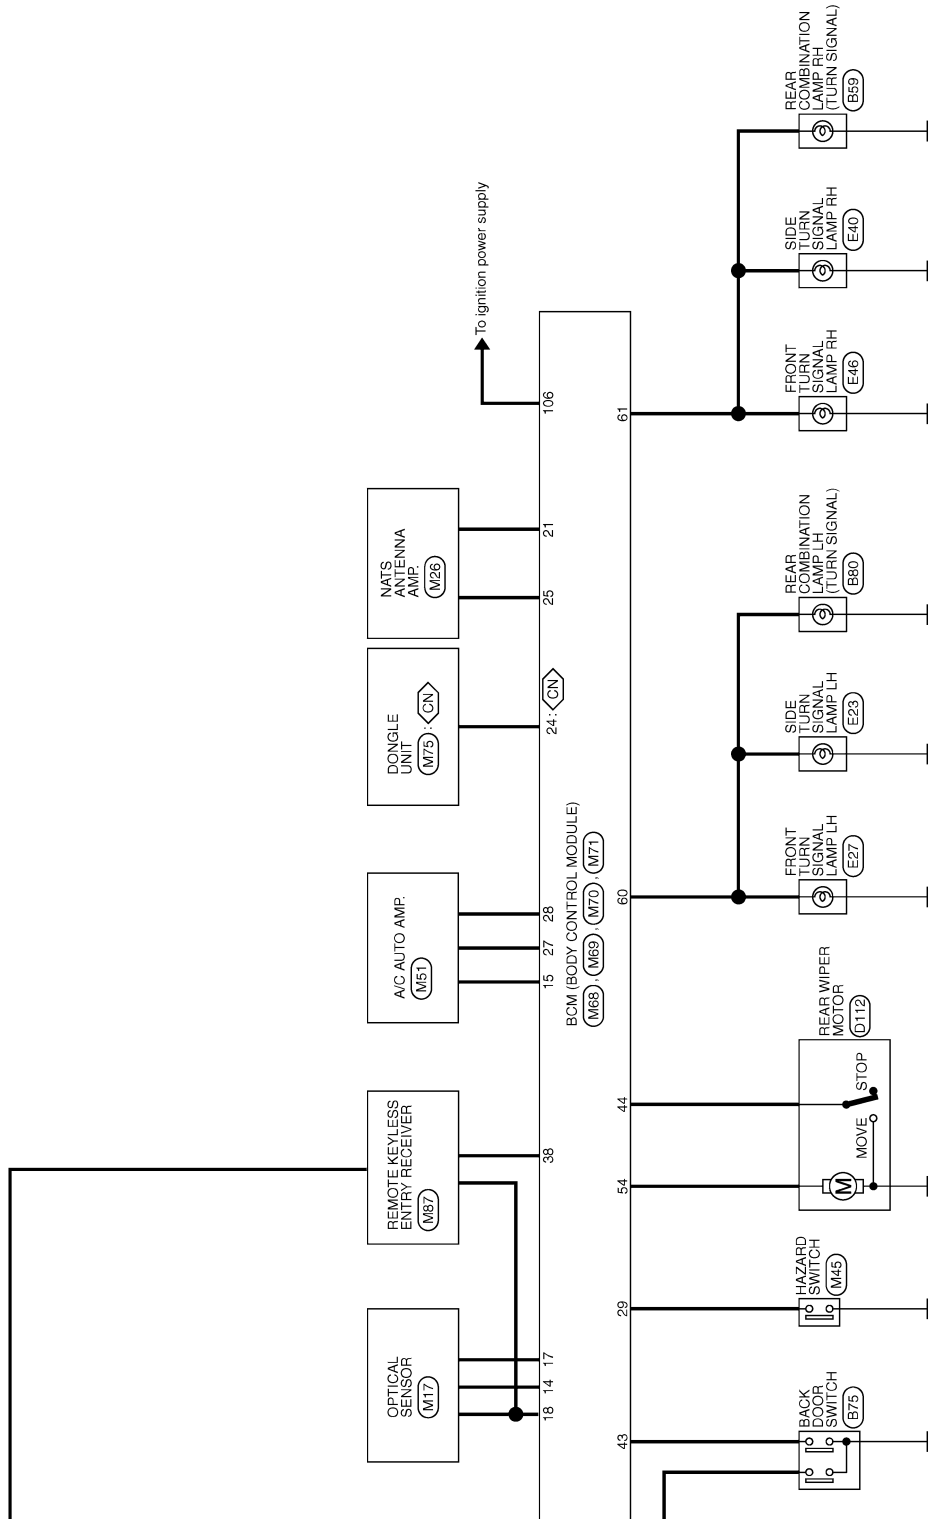 REAR
COMBINATION
LAMP RH
(TURN SIGNAL)
B59
SIDE
TURN
SIGNAL
LAMP RH
E40
FRONT
TURN
SIGNAL
LAMP RH
E46
To ignition power supply
106
61
NATS
ANTENNA
AMP.
M26
21
25
REAR
COMBINATION
LAMP LH
(TURN SIGNAL)
B80
DONGLE
UNIT
M75 : CN
24: CN
SIDE
TURN
SIGNAL
LAMP LH
E23
FRONT
TURN
SIGNAL
LAMP LH
E27
60
A/C AUTO AMP.
M51
28
27
15
BCM (BODY CONTROL MODULE)
M68 , M69 , M70 , M71
REAR WIPER
MOTOR
D112
STOP
MOVE
M
44
54
REMOTE KEYLESS
ENTRY RECEIVER
M87
38
HAZARD
SWITCH
M45
29
OPTICAL
SENSOR
M17
17
14
18
BACK
DOOR
SWITCH
B75
43